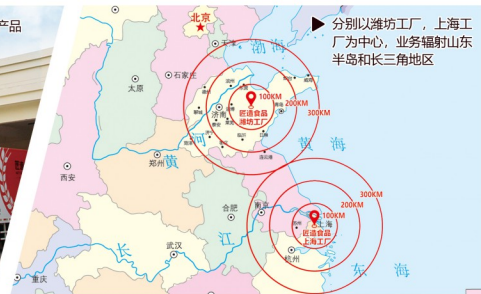 产品
▶ 分别以潍坊工厂，上海工
厂为中心，业务辐射山东
半岛和长三角地区
北京
天津
渤海
石家庄
太原
济南
100KM
200KM
300KM
匠造食品
潍坊工厂
黄河
黄海
郑州
西安
合肥
南京
100KM
200KM
300KM
上海
匠造食品
上海工厂
杭州
武汉
长江
东海
重庆